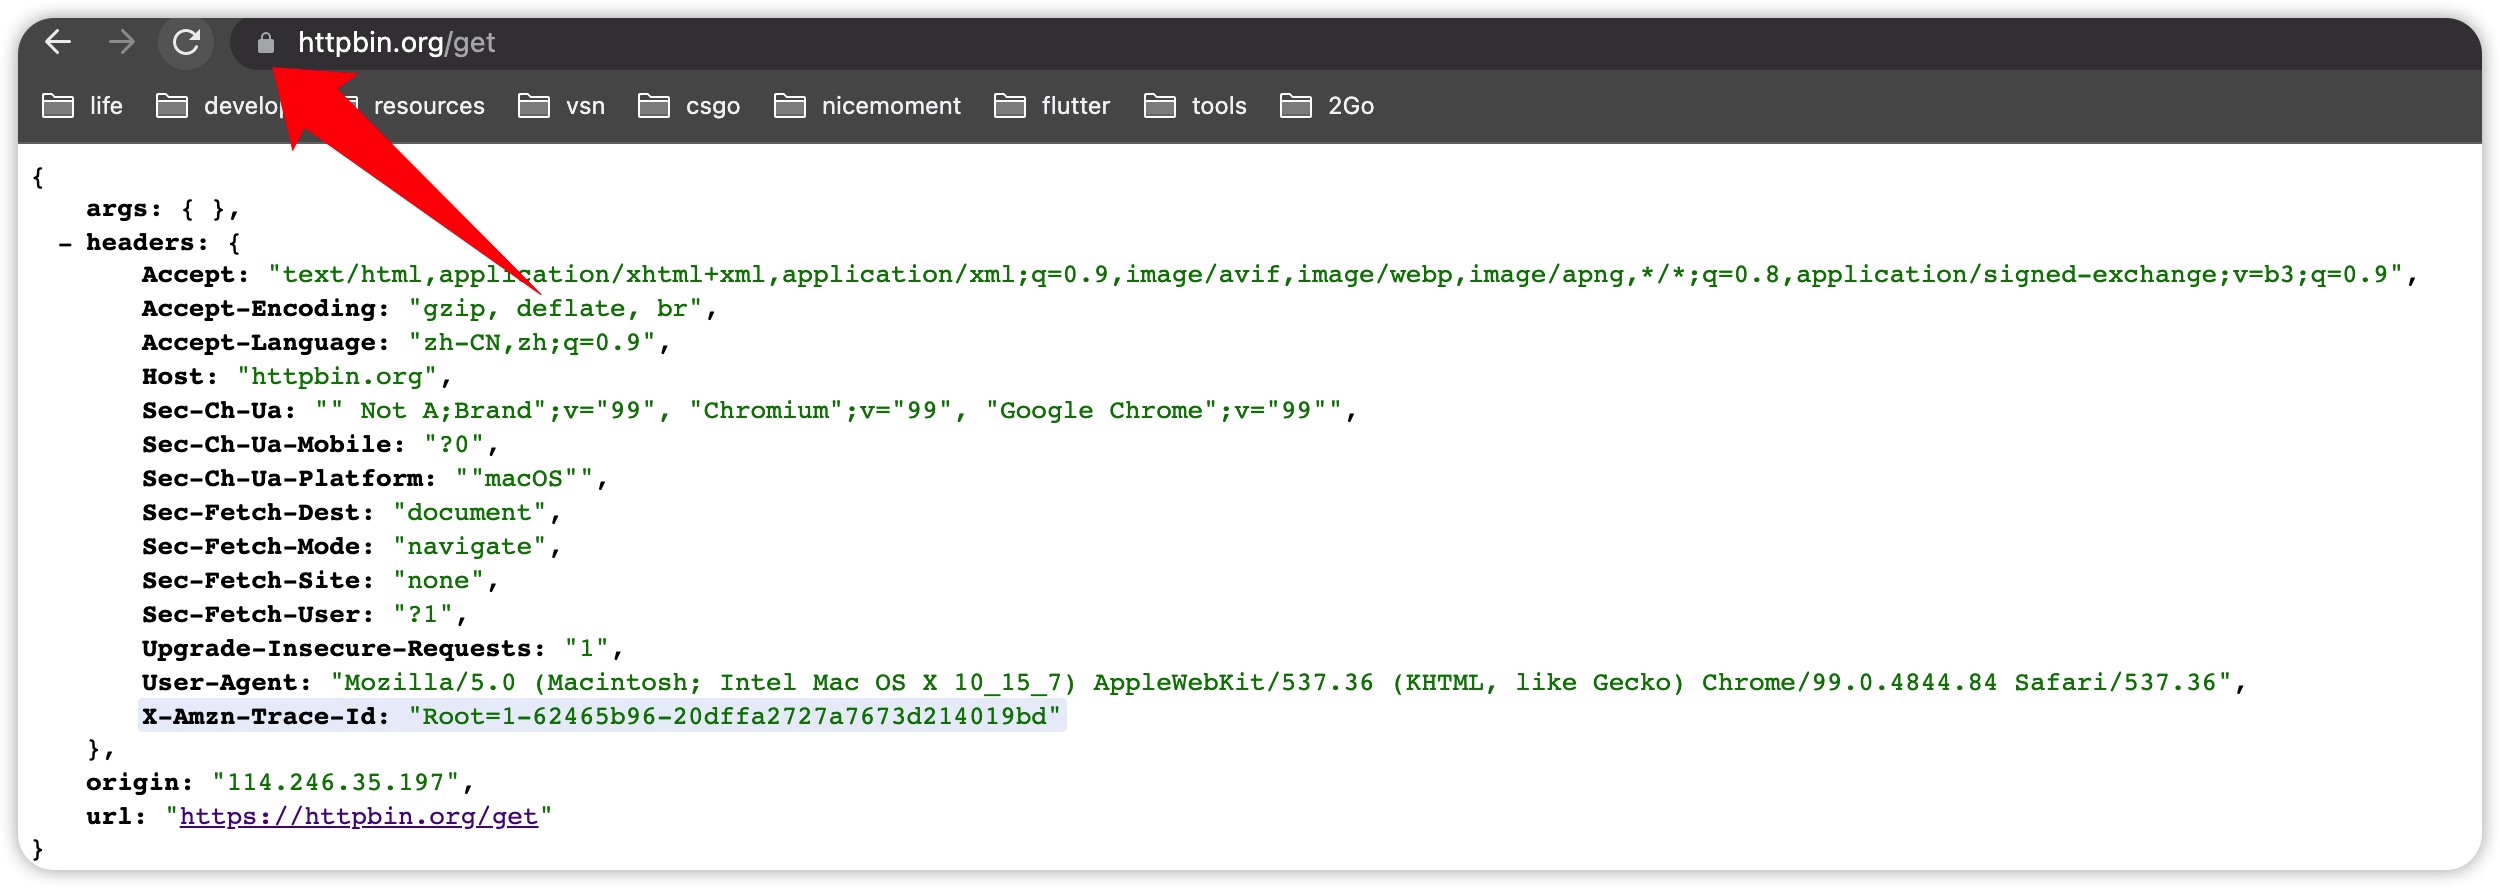 httpbin.org/get
life develop resources vsn csgo nicemoment flutter tools 2Go
{
args: { },
– headers: {
Accept: "text/html,application/xhtml+xml,application/xml;q=0.9,image/avif,image/webp,image/apng,*/*;q=0.8,application/signed-exchange;v=b3;q=0.9",
Accept-Encoding: "gzip, deflate, br",
Accept-Language: "zh-CN,zh;q=0.9",
Host: "httpbin.org",
Sec-Ch-Ua: "" Not A;Brand";v="99", "Chromium";v="99", "Google Chrome";v="99"",
Sec-Ch-Ua-Mobile: "?0",
Sec-Ch-Ua-Platform: ""macOS"",
Sec-Fetch-Dest: "document",
Sec-Fetch-Mode: "navigate",
Sec-Fetch-Site: "none",
Sec-Fetch-User: "?1",
Upgrade-Insecure-Requests: "1",
User-Agent: "Mozilla/5.0 (Macintosh; Intel Mac OS X 10_15_7) AppleWebKit/537.36 (KHTML, like Gecko) Chrome/99.0.4844.84 Safari/537.36",
X-Amzn-Trace-Id: "Root=1-62465b96-20dffa2727a7673d214019bd"
},
origin: "114.246.35.197",
url: "https://httpbin.org/get"
}